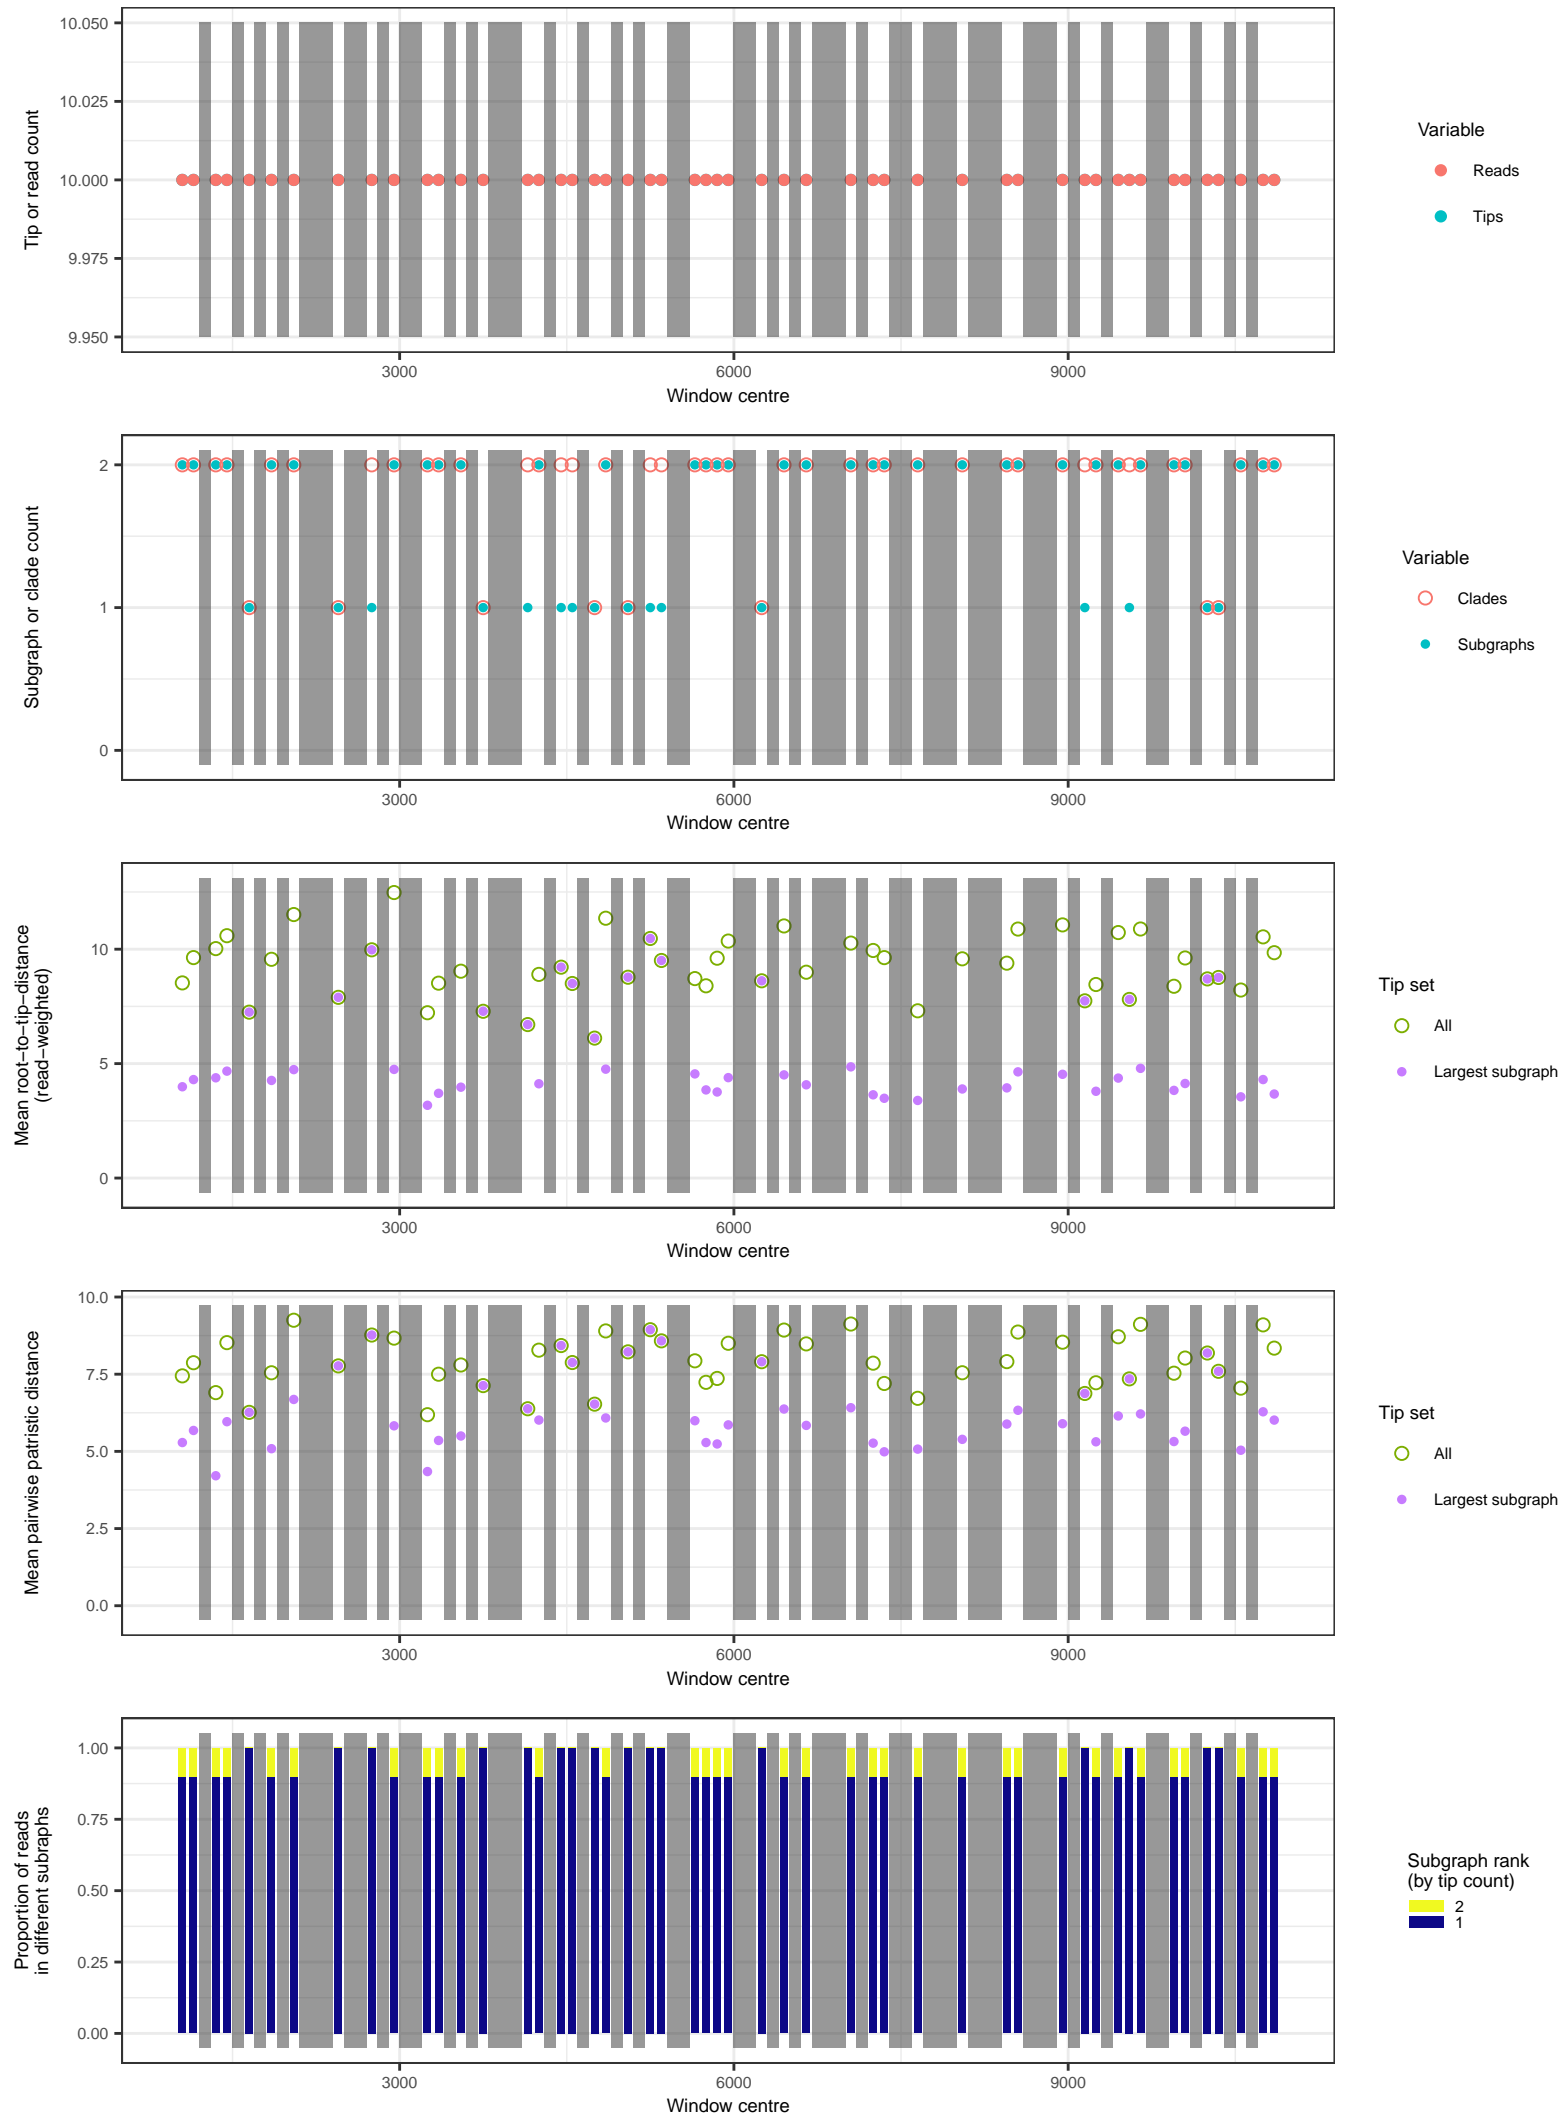 10.050
10.025
10.000
9.975
9.950
Tip or read count
3000
6000
9000
Window centre
Variable
Reads
Tips
2
1
0
Subgraph or clade count
3000
6000
9000
Window centre
Variable
Clades
Subgraphs
10
5
0
Mean root−to−tip−distance
(read−weighted)
3000
6000
9000
Window centre
Tip set
All
Largest subgraph
10.0
7.5
5.0
2.5
0.0
Mean pairwise patristic distance
3000
6000
9000
Window centre
Tip set
All
Largest subgraph
1.00
0.75
0.50
0.25
0.00
Proportion of reads
in different subraphs
3000
6000
9000
Window centre
Subgraph rank
(by tip count)
2
1